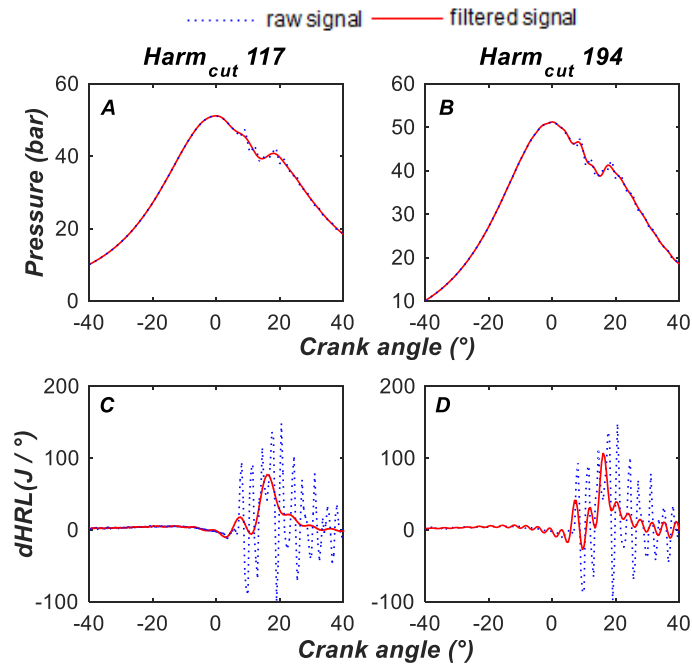 raw signal filtered signal
Harm_cut 117 Harm_cut 194
A B
Pressure (bar)
60
40
20
0
60
50
40
30
20
10
-40 -20 0 20 40 -40 -20 0 20 40
Crank angle (°)
C D
dHRL(J / °)
200
100
0
-100
200
100
0
-100
-40 -20 0 20 40 -40 -20 0 20 40
Crank angle (°)